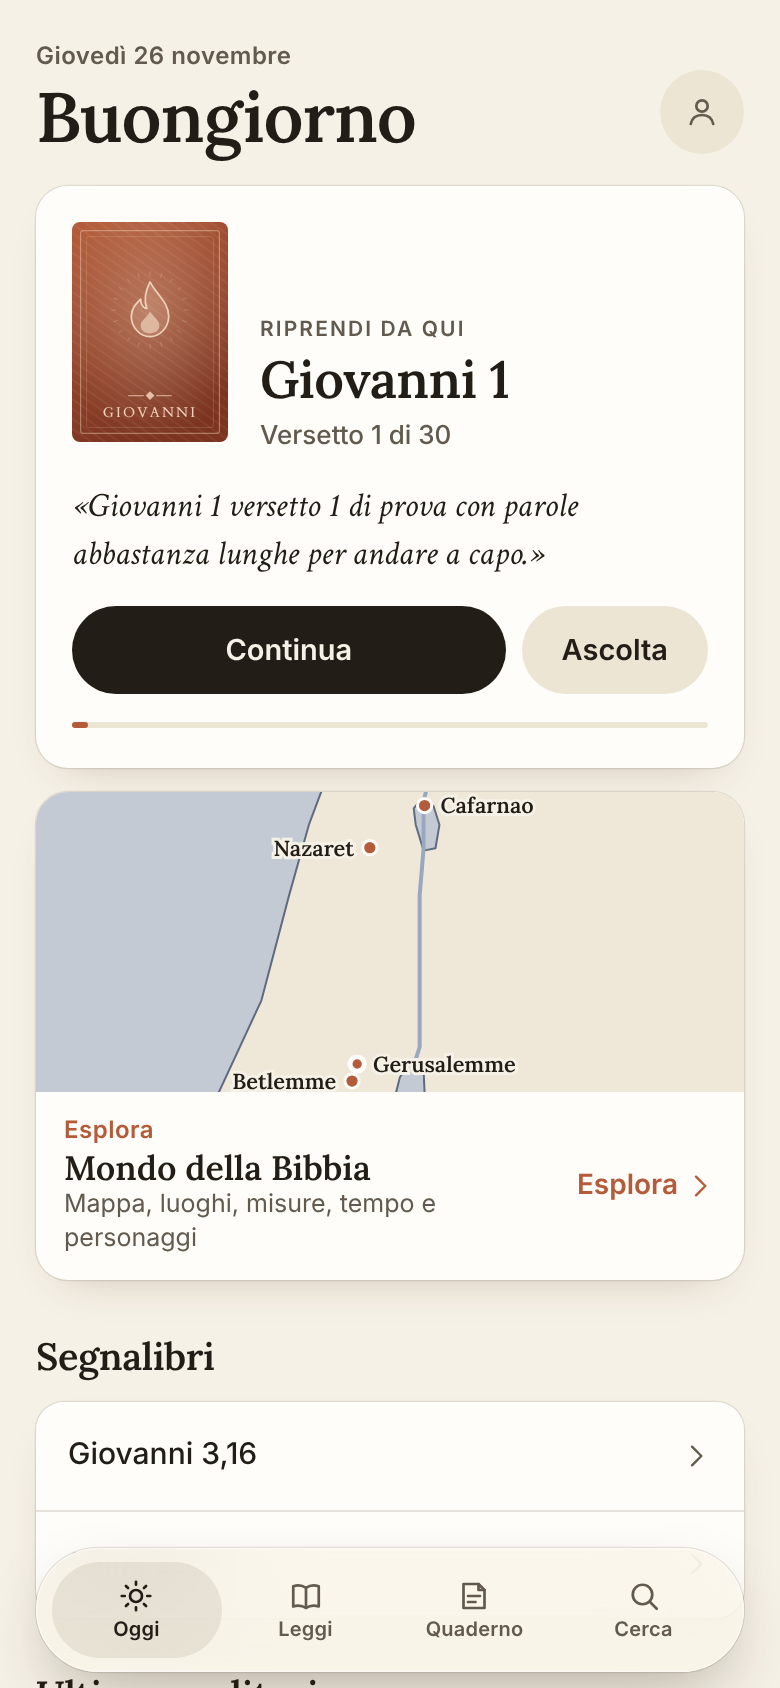 Giovedì 26 novembre
Buongiorno
GIOVANNI
RIPRENDI DA QUI
Giovanni 1
Versetto 1 di 30
«Giovanni 1 versetto 1 di prova con parole
abbastanza lunghe per andare a capo.»
Continua
Ascolta
Cafarnao
Nazaret
Gerusalemme
Betlemme
Esplora
Mondo della Bibbia
Mappa, luoghi, misure, tempo e
personaggi
Esplora
Segnalibri
Giovanni 3,16
Oggi
Leggi
Quaderno
Cerca